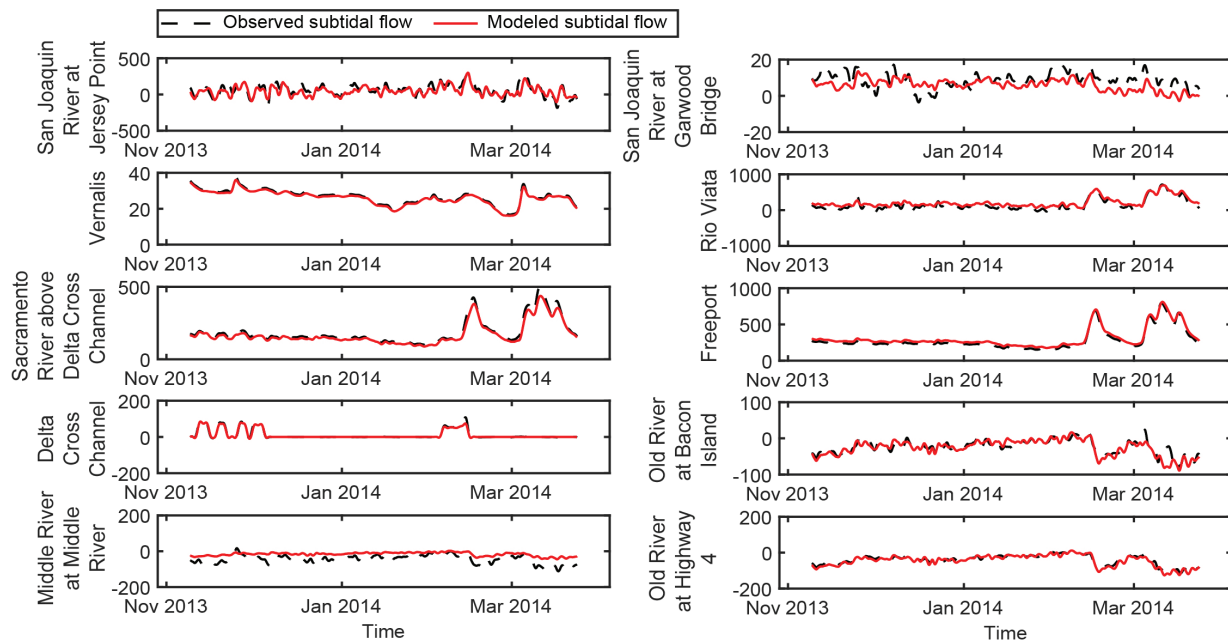 Observed subtidal flow
Modeled subtidal flow
San Joaquin
River at
Jersey Point
500
0
-500
Nov 2013
Jan 2014
Mar 2014
San Joaquin
River at
Garwood
Bridge
20
0
-20
Nov 2013
Jan 2014
Mar 2014
Vernalis
40
20
0
Nov 2013
Jan 2014
Mar 2014
Rio Viata
1000
0
-1000
Nov 2013
Jan 2014
Mar 2014
Sacramento
River above
Delta Cross
Channel
500
0
Nov 2013
Jan 2014
Mar 2014
Freeport
1000
500
0
Nov 2013
Jan 2014
Mar 2014
Delta
Cross
Channel
200
0
-200
Nov 2013
Jan 2014
Mar 2014
Old River
at Bacon
Island
100
0
-100
Nov 2013
Jan 2014
Mar 2014
Middle River
at Middle
River
200
0
-200
Nov 2013
Jan 2014
Mar 2014
Time
Old River
at Highway
4
200
0
-200
Nov 2013
Jan 2014
Mar 2014
Time